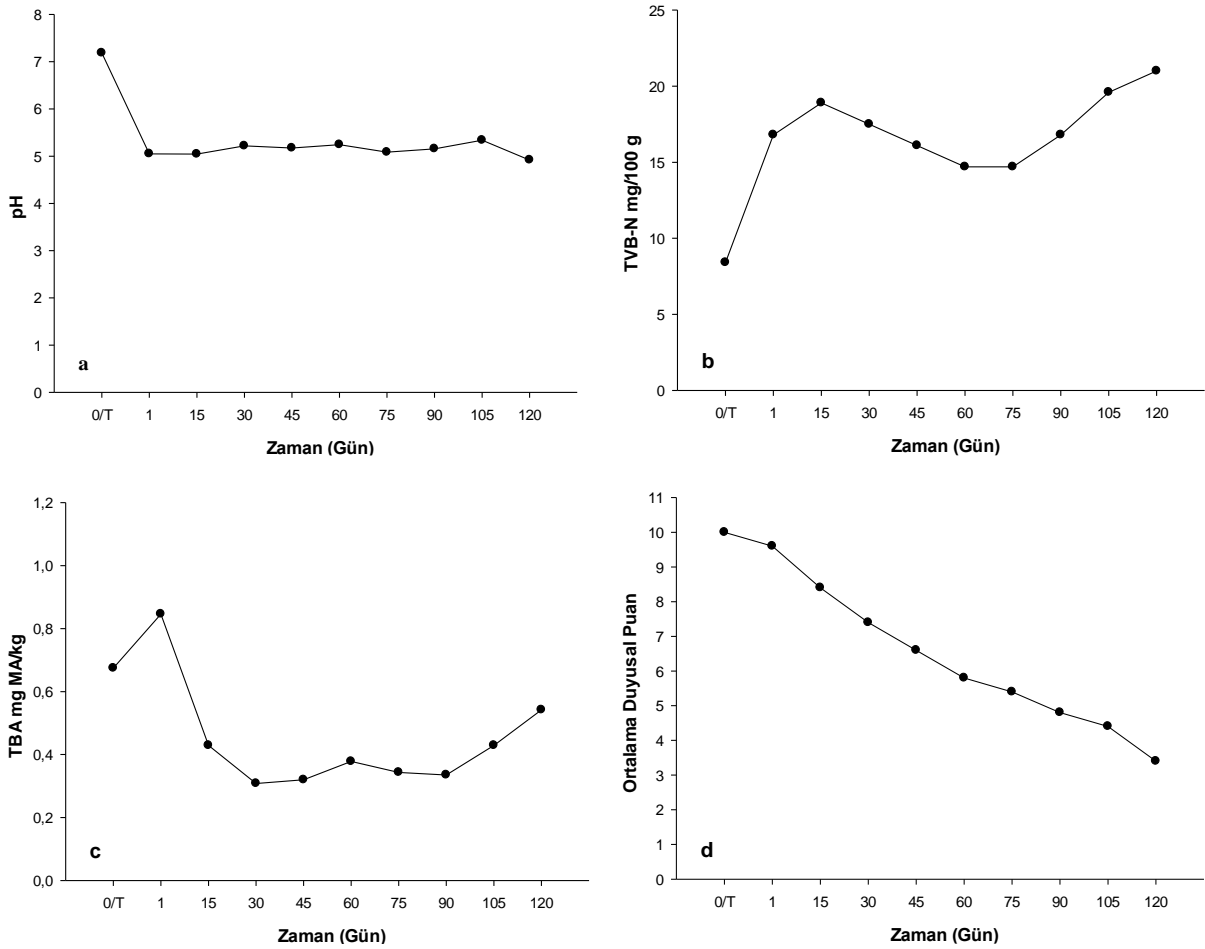 pH
8
7
6
5
4
3
2
1
0
a
0/T 1 15 30 45 60 75 90 105 120
Zaman (Gün)
TVB-N mg/100 g
25
20
15
10
5
0
b
0/T 1 15 30 45 60 75 90 105 120
Zaman (Gün)
TBA mg MA/kg
1,2
1,0
0,8
0,6
0,4
0,2
0,0
c
0/T 1 15 30 45 60 75 90 105 120
Zaman (Gün)
Ortalama Duyusal Puan
11
10
9
8
7
6
5
4
3
2
1
0
d
0/T 1 15 30 45 60 75 90 105 120
Zaman (Gün)